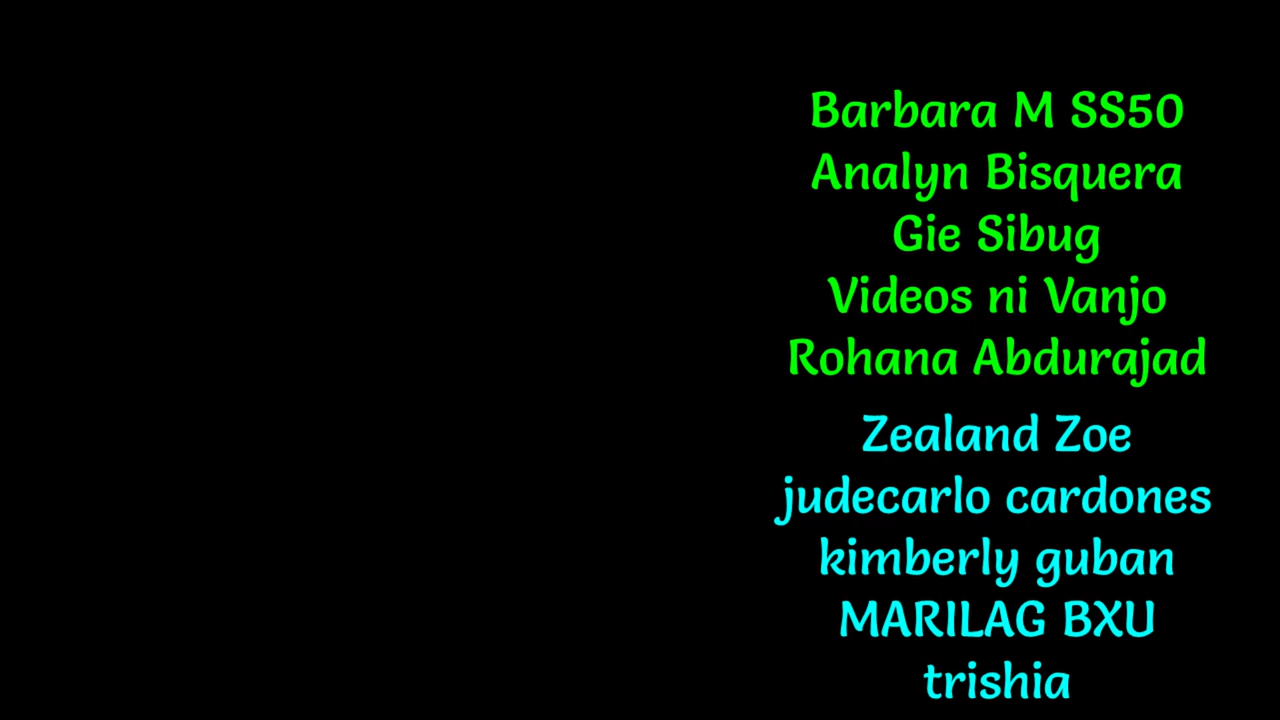 Barbara M SS50
Analyn Bisquera
Gie Sibug
Videos ni Vanjo
Rohana Abdurajad
Zealand Zoe
judecarlo cardones
kimberly guban
MARILAG BXU
trishia